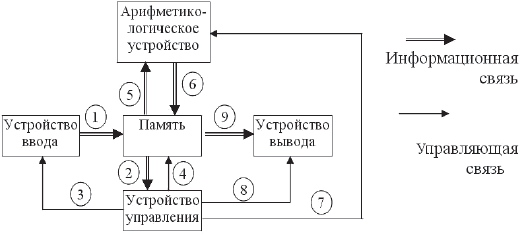 Арифметико-
логическое
устройство
Информационная
связь
5
6
Устройство
ввода
1
Память
9
Устройство
вывода
Управляющая
связь
2
4
3
8
7
Устройство
управления